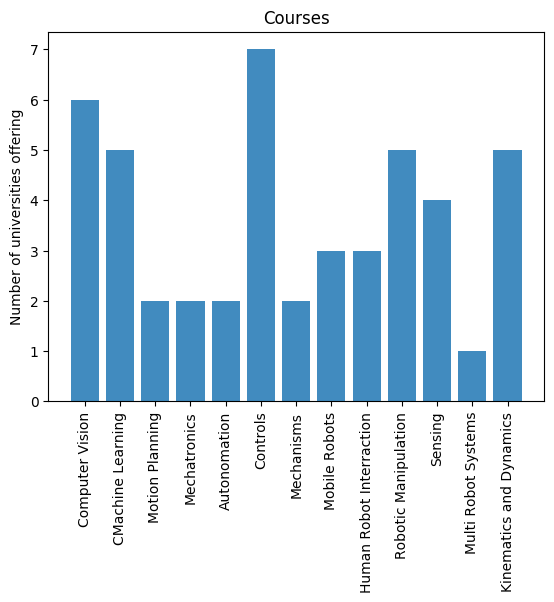 Courses
Number of universities offering
7
6
5
4
3
2
1
0
Computer Vision
CMachine Learning
Motion Planning
Mechatronics
Autonomation
Controls
Mechanisms
Mobile Robots
Human Robot Interraction
Robotic Manipulation
Sensing
Multi Robot Systems
Kinematics and Dynamics